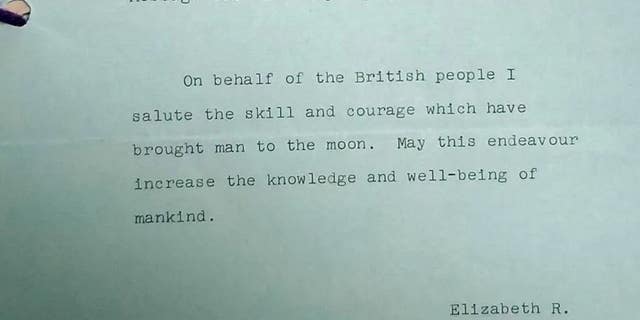 On behalf of the British people I
salute the skill and courage which have
brought man to the moon. May this endeavour
increase the knowledge and well-being of
mankind.
Elizabeth R.